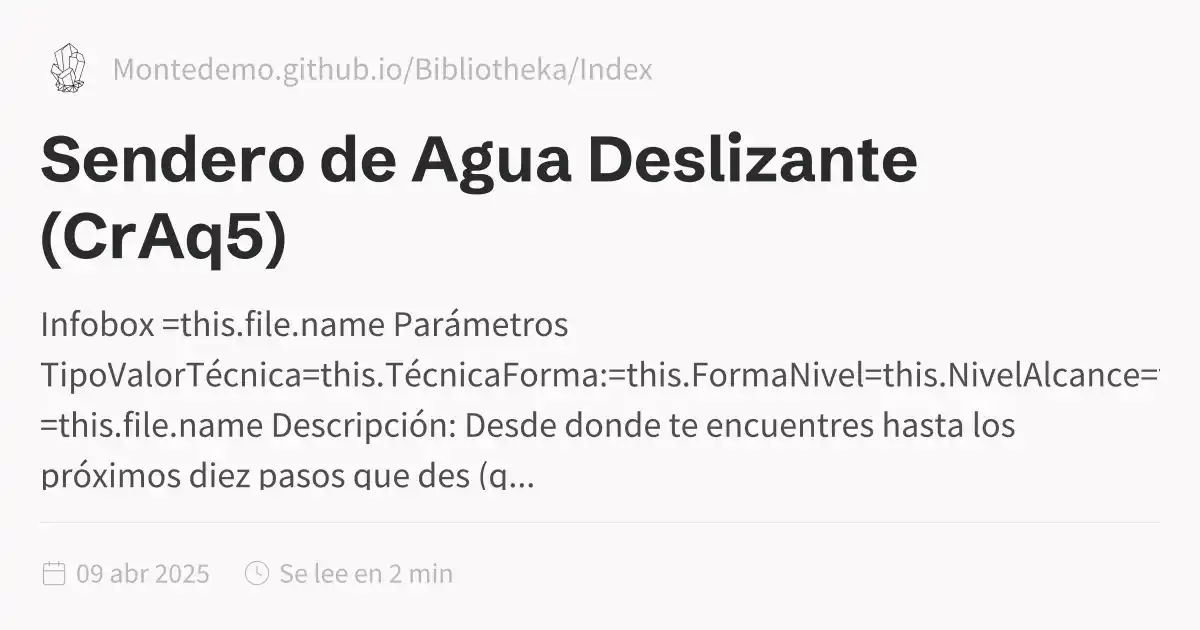 Montedemo.github.io/Bibliotheka/Index
Sendero de Agua Deslizante
(CrAq5)
Infobox =this.file.name Parámetros
TipoValorTécnica=this.TécnicaForma:=this.FormaNivel=this.NivelAlcance=
=this.file.name Descripción: Desde donde te encuentres hasta los
próximos diez pasos que des (q...
09 abr 2025
Se lee en 2 min